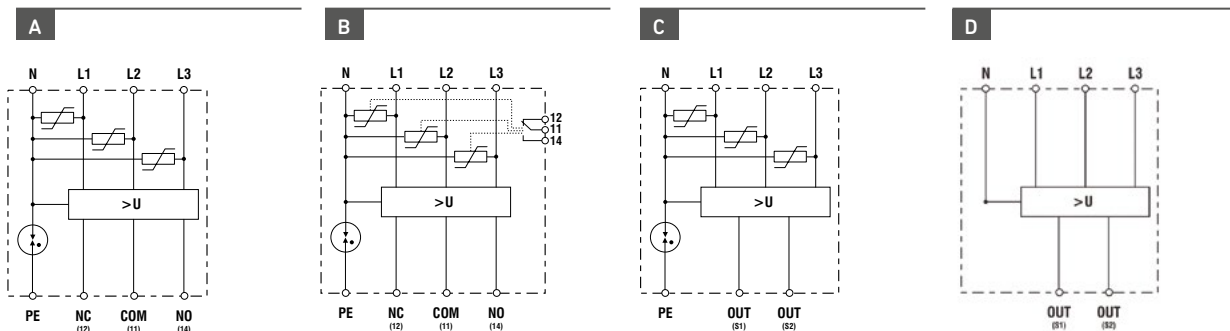 A
B
C
D
N L1 L2 L3
>U
PE NC COM NO
(12) (11) (14)
N L1 L2 L3
12
11
14
>U
PE NC COM NO
(12) (11) (14)
N L1 L2 L3
>U
PE OUT OUT
(S1) (S2)
N L1 L2 L3
>U
OUT OUT
(S1) (S2)